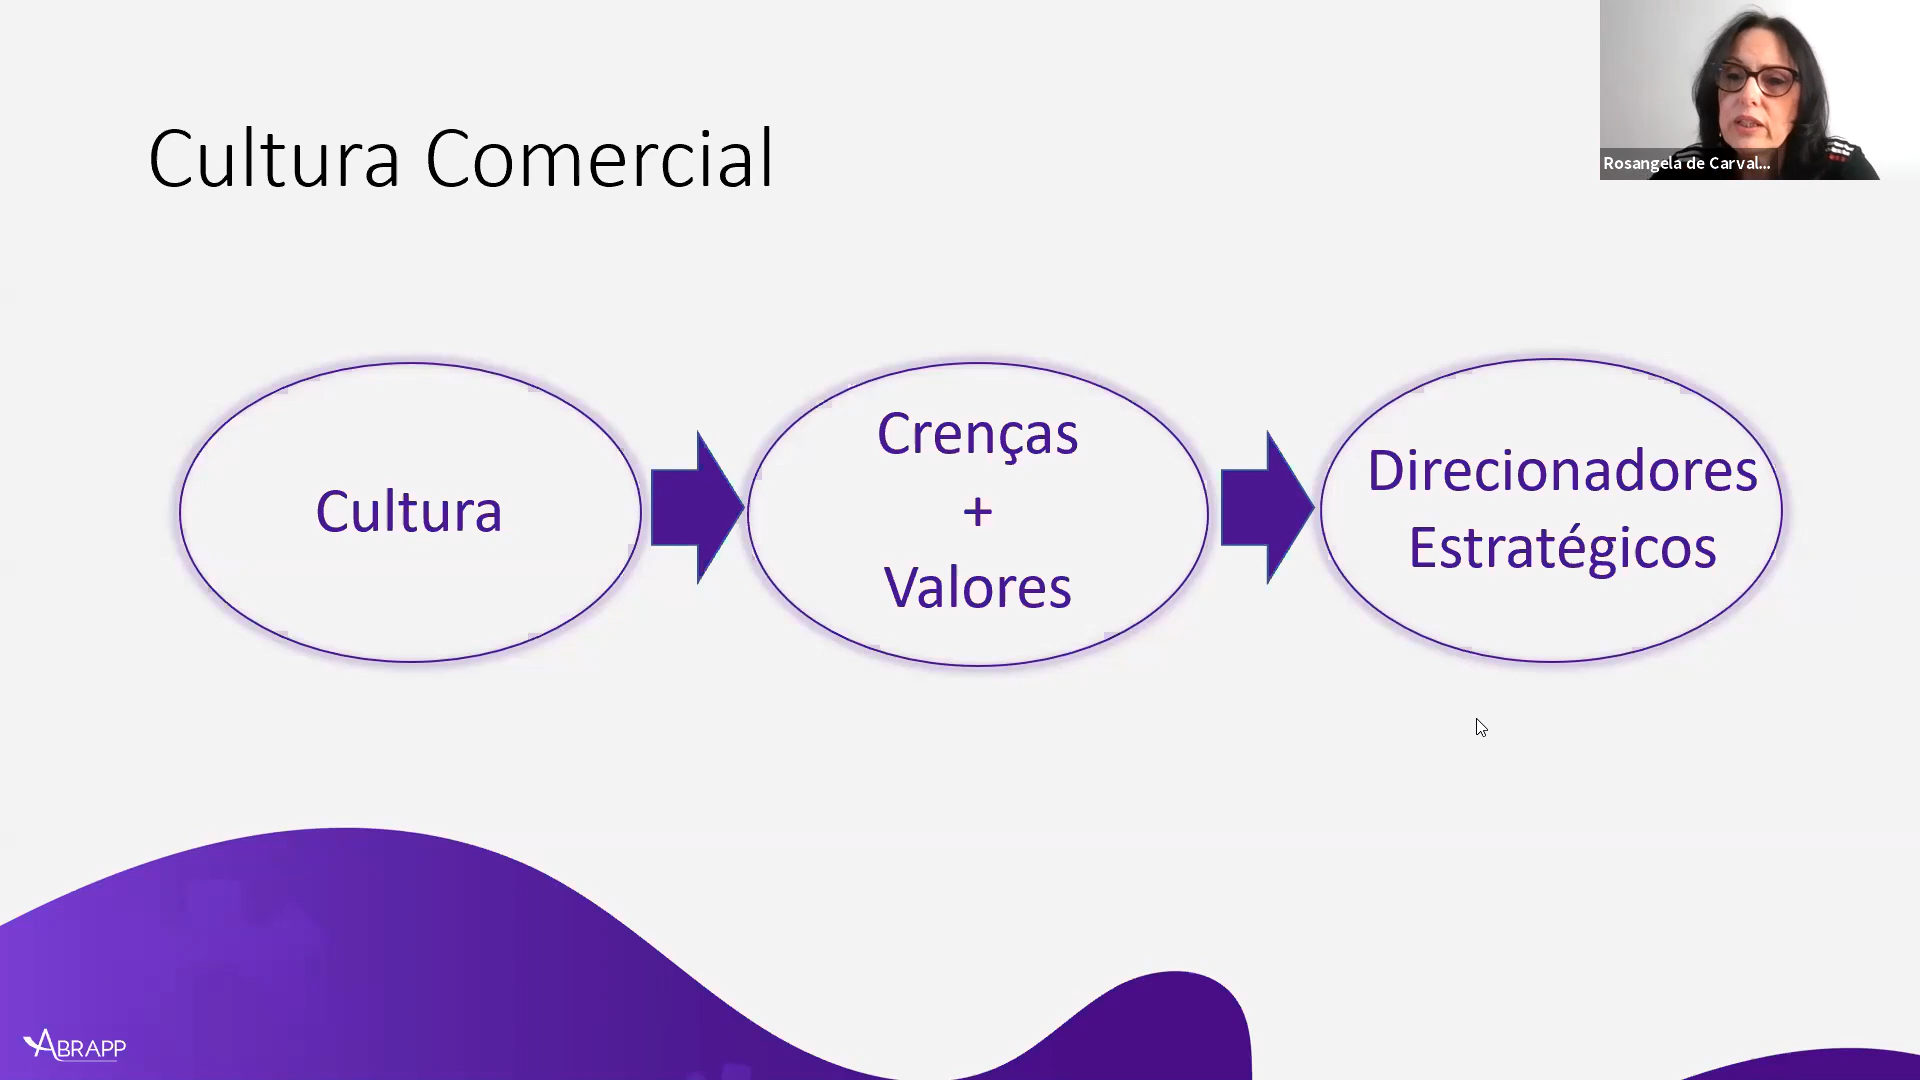 Cultura Comercial
Rosangela de Carval...
Cultura
Crenças
+
Valores
Direcionadores
Estratégicos
ABRAPP